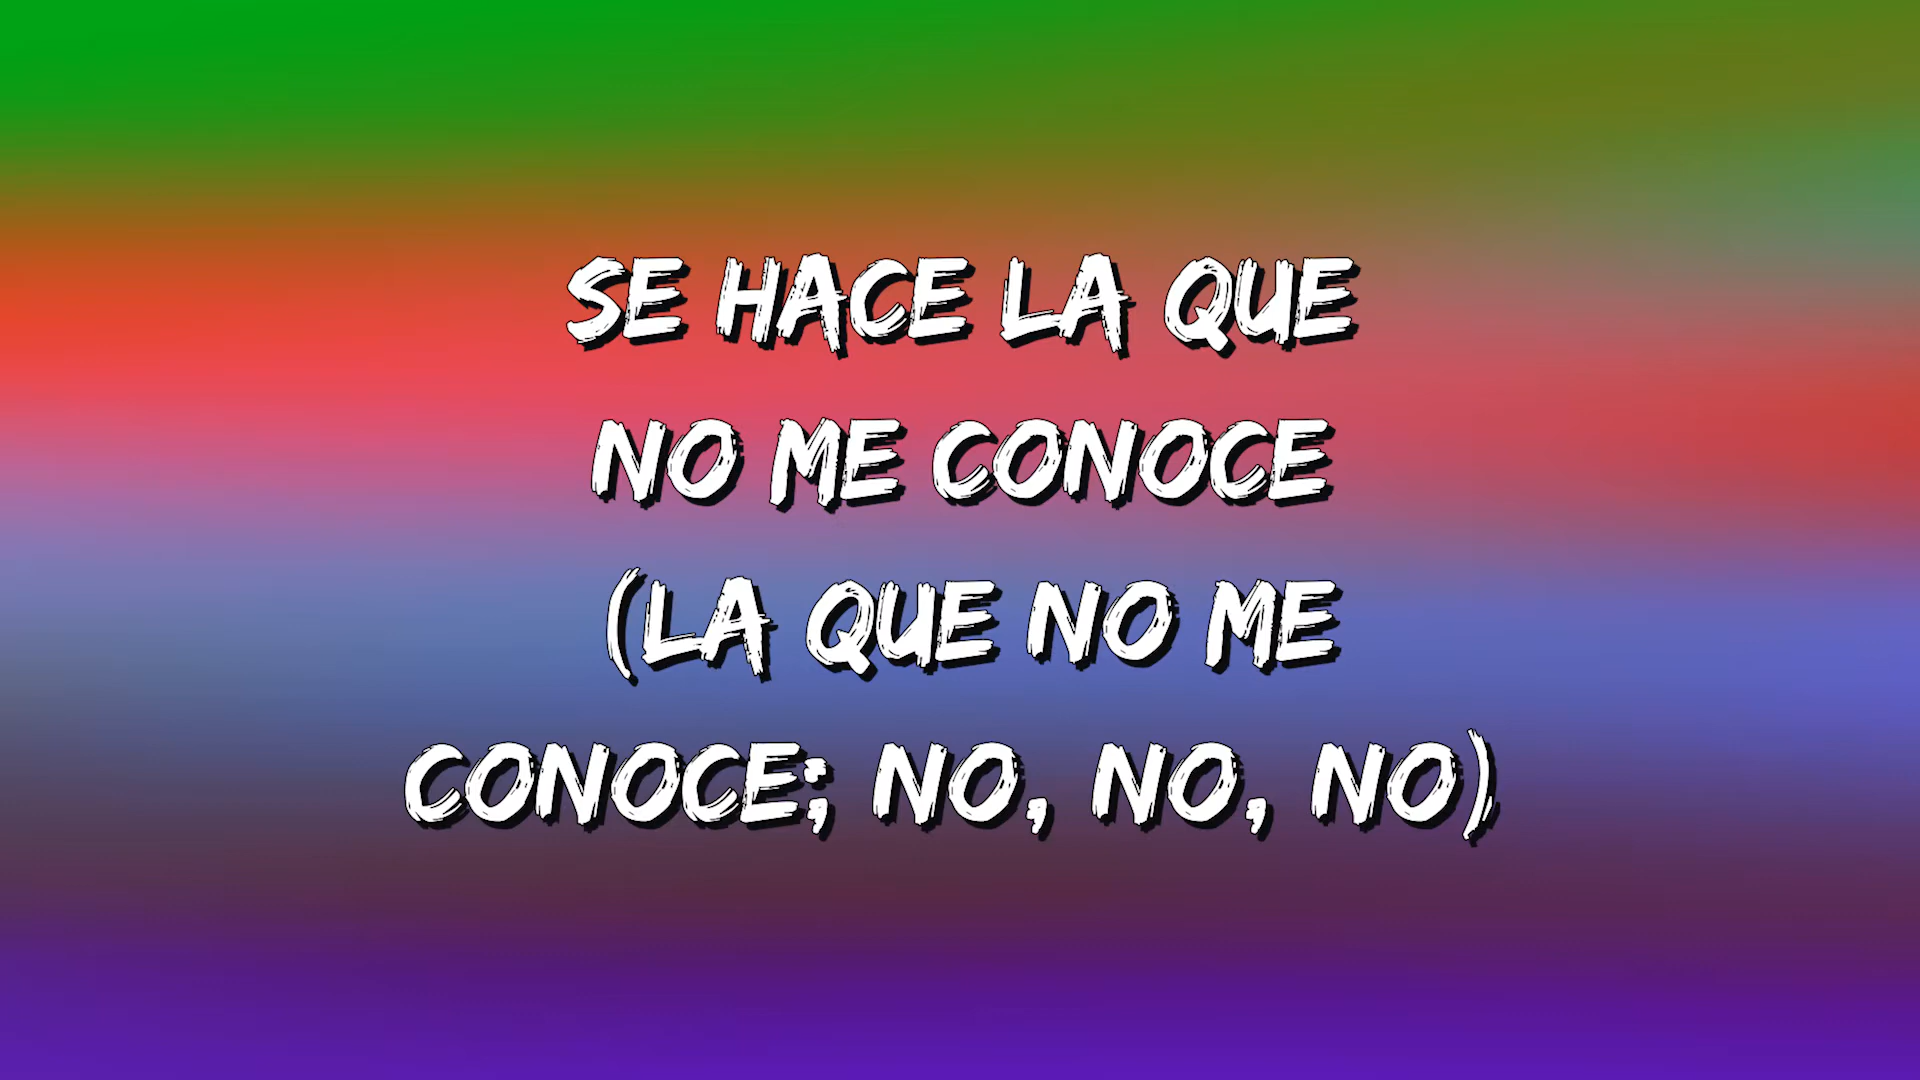 SE HACE LA QUE
NO ME CONOCE
(LA QUE NO ME
CONOCE; NO, NO, NO)